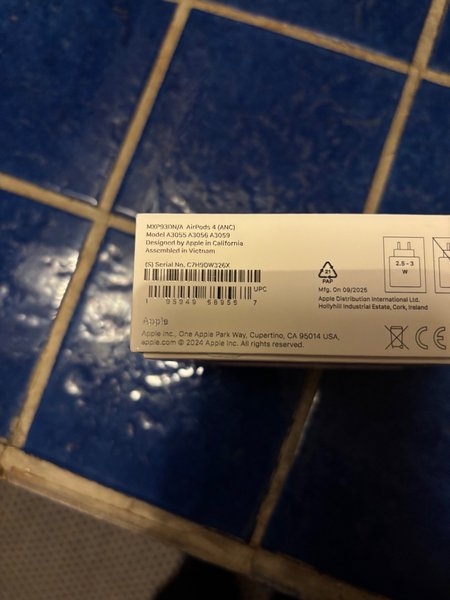 MXP93DN/A AirPods 4 (ANC)
Model A3055 A3056 A3059
Designed by Apple in California
Assembled in Vietnam
(S) Serial No. C7H9DW326X
UPC
1 95949 58955 7
Apple
Apple Inc., One Apple Park Way, Cupertino, CA 95014 USA,
apple.com © 2024 Apple Inc. All rights reserved.
PAP
Mfg. On 09/2025
Apple Distribution International Ltd.
Hollyhill Industrial Estate, Cork, Ireland
2.5 - 3
W
CE